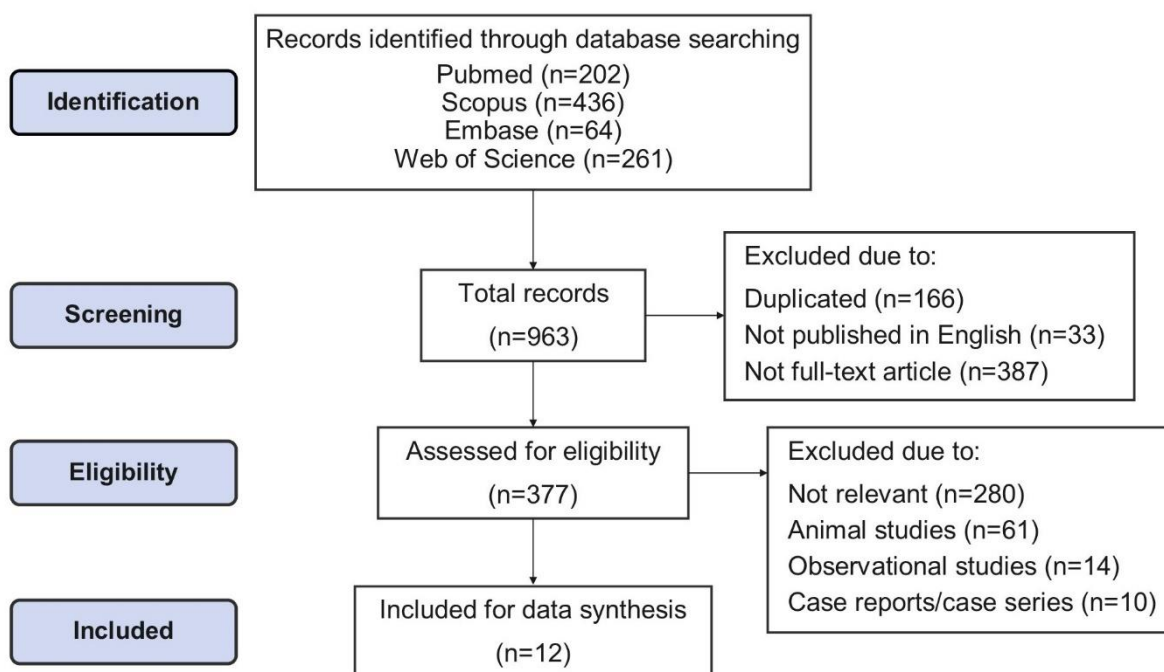 Identification
Records identified through database searching
Pubmed (n=202)
Scopus (n=436)
Embase (n=64)
Web of Science (n=261)
Screening
Total records
(n=963)
Excluded due to:
Duplicated (n=166)
Not published in English (n=33)
Not full-text article (n=387)
Eligibility
Assessed for eligibility
(n=377)
Excluded due to:
Not relevant (n=280)
Animal studies (n=61)
Observational studies (n=14)
Case reports/case series (n=10)
Included
Included for data synthesis
(n=12)